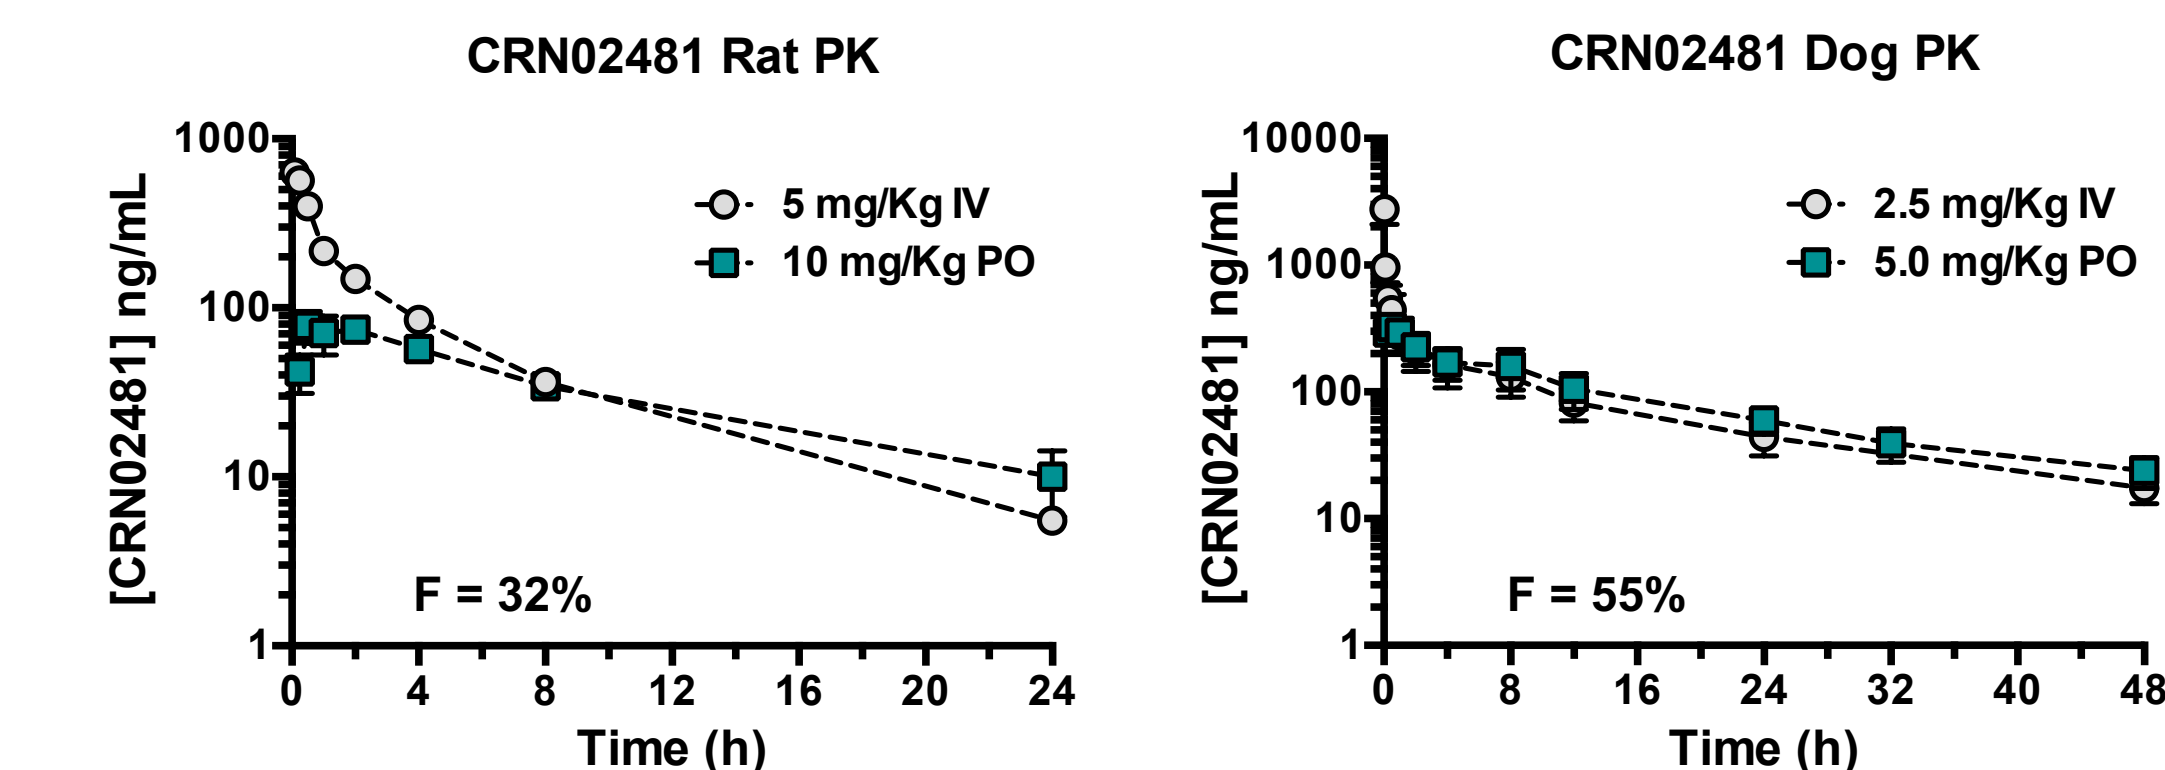 CRN02481 Rat PK
[CRN02481] ng/mL
1000
100
10
1
5 mg/Kg IV
10 mg/Kg PO
F = 32%
0 4 8 12 16 20 24
Time (h)
CRN02481 Dog PK
[CRN02481] ng/mL
10000
1000
100
10
1
2.5 mg/Kg IV
5.0 mg/Kg PO
F = 55%
0 8 16 24 32 40 48
Time (h)